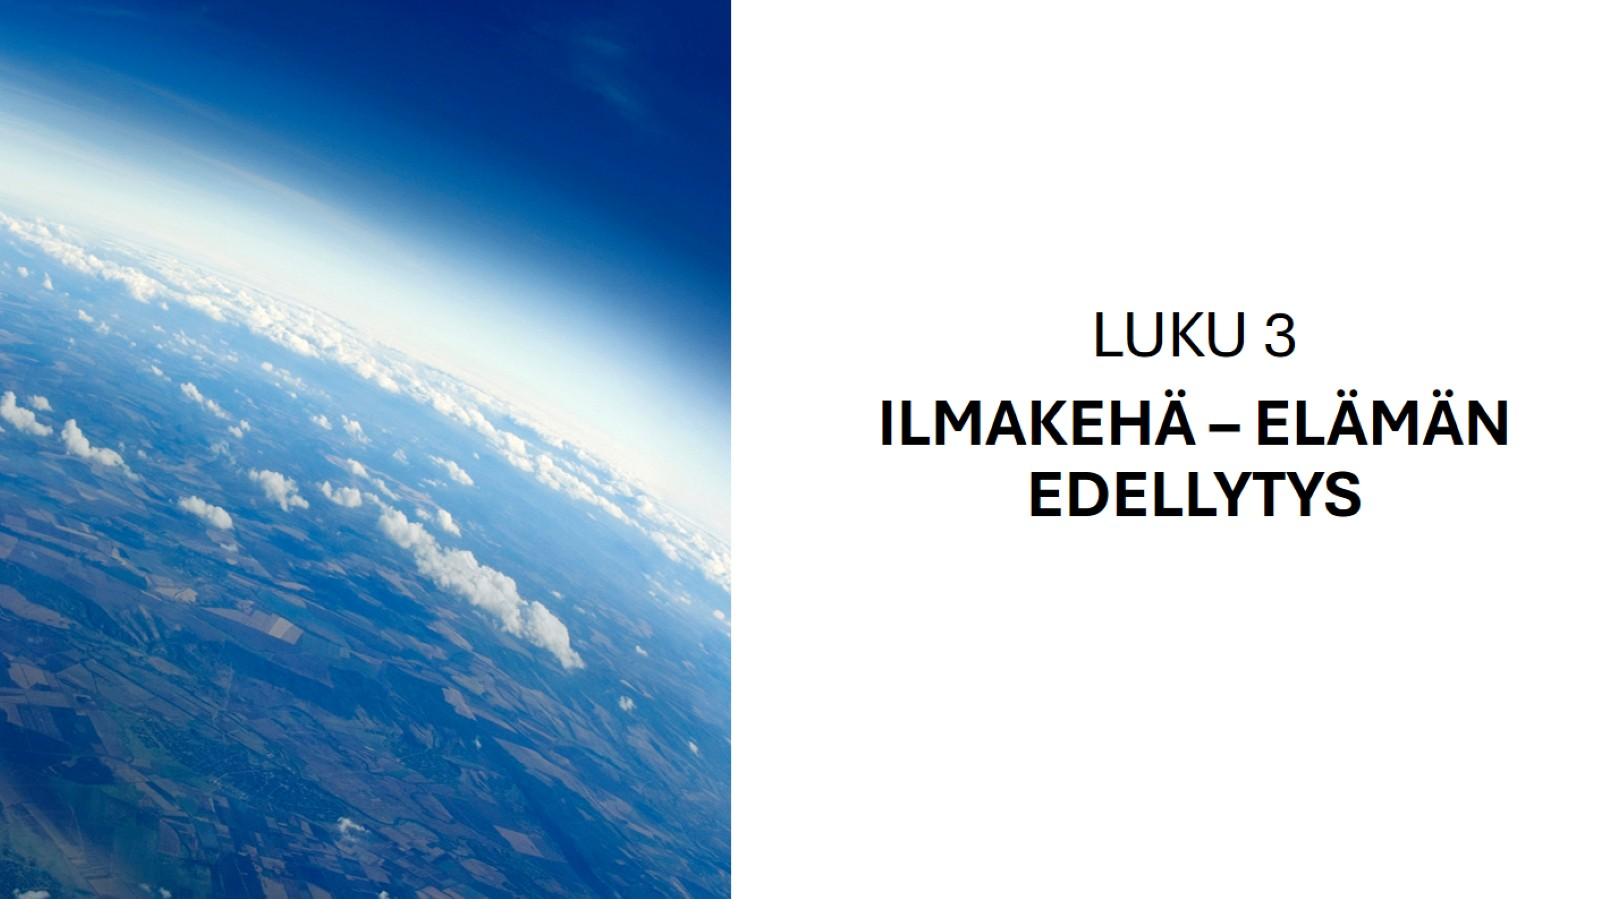 LUKU 3
ILMAKEHÄ – ELÄMÄN
EDELLYTYS